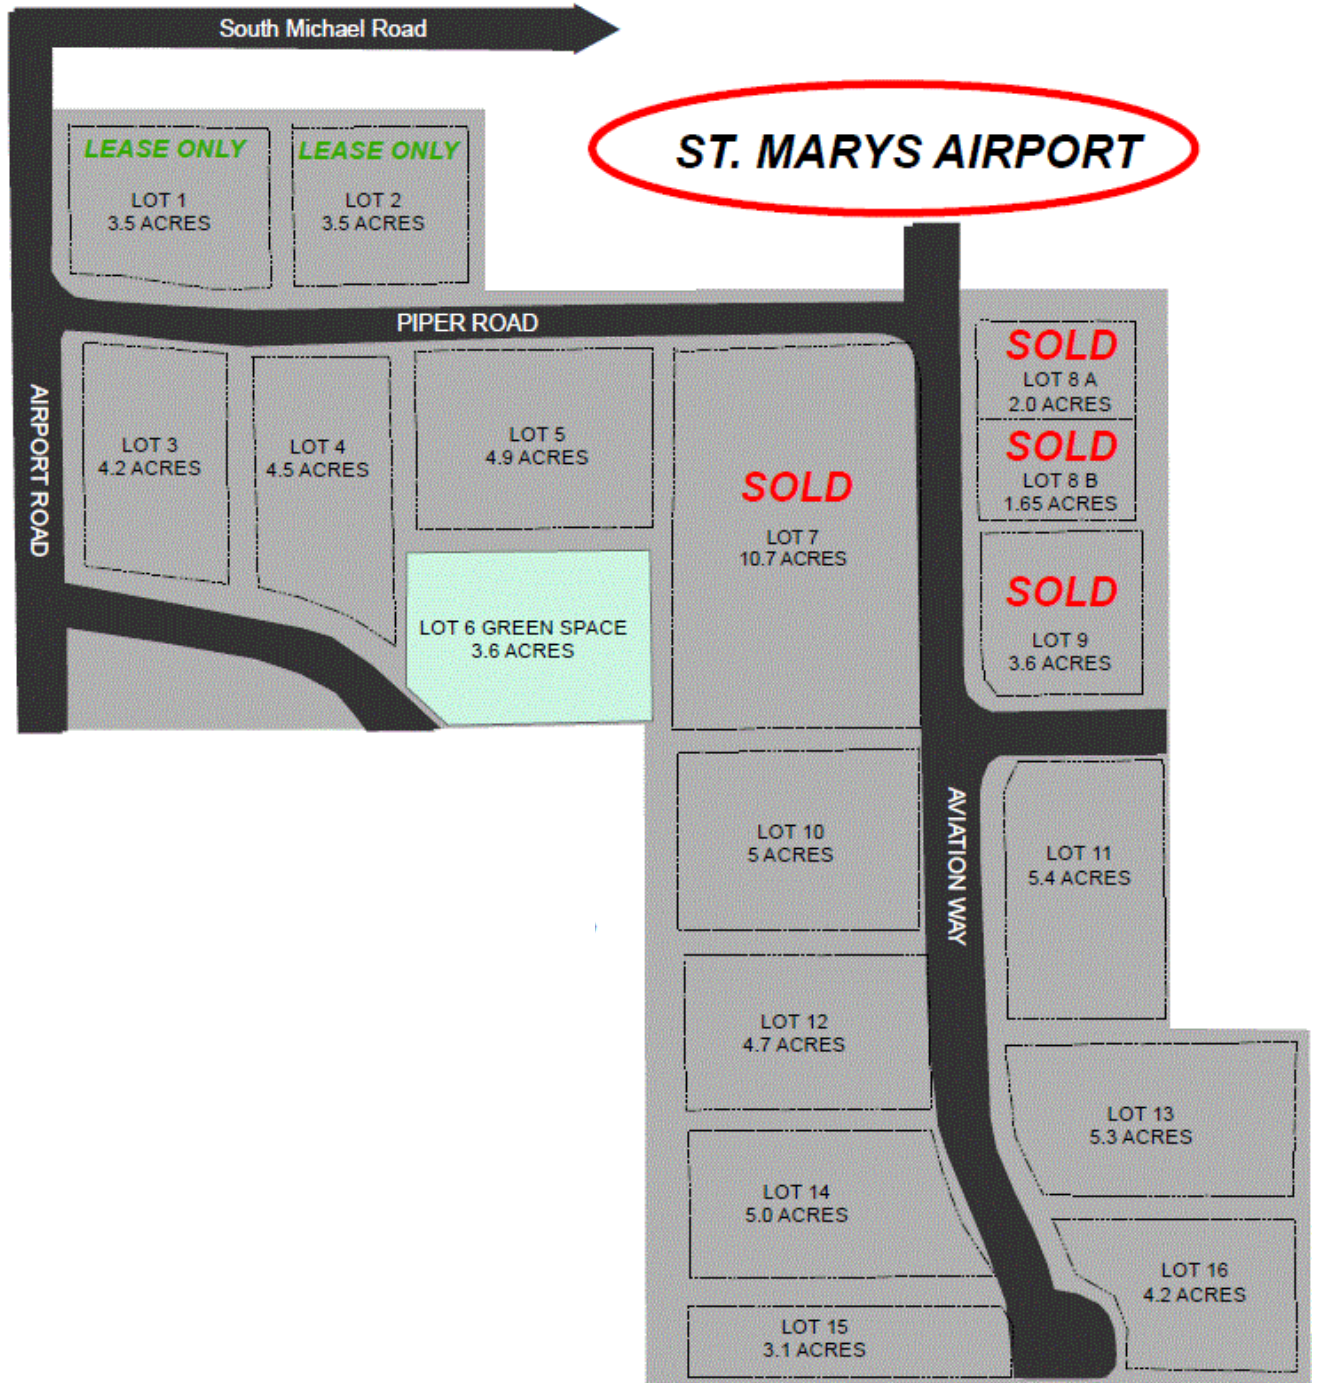 South Michael Road
ST. MARYS AIRPORT
LEASE ONLY
LOT 1
3.5 ACRES
LEASE ONLY
LOT 2
3.5 ACRES
PIPER ROAD
AIRPORT ROAD
LOT 3
4.2 ACRES
LOT 4
4.5 ACRES
LOT 5
4.9 ACRES
LOT 6 GREEN SPACE
3.6 ACRES
SOLD
LOT 7
10.7 ACRES
SOLD
LOT 8 A
2.0 ACRES
SOLD
LOT 8 B
1.65 ACRES
SOLD
LOT 9
3.6 ACRES
AVIATION WAY
LOT 10
5 ACRES
LOT 11
5.4 ACRES
LOT 12
4.7 ACRES
LOT 13
5.3 ACRES
LOT 14
5.0 ACRES
LOT 15
3.1 ACRES
LOT 16
4.2 ACRES